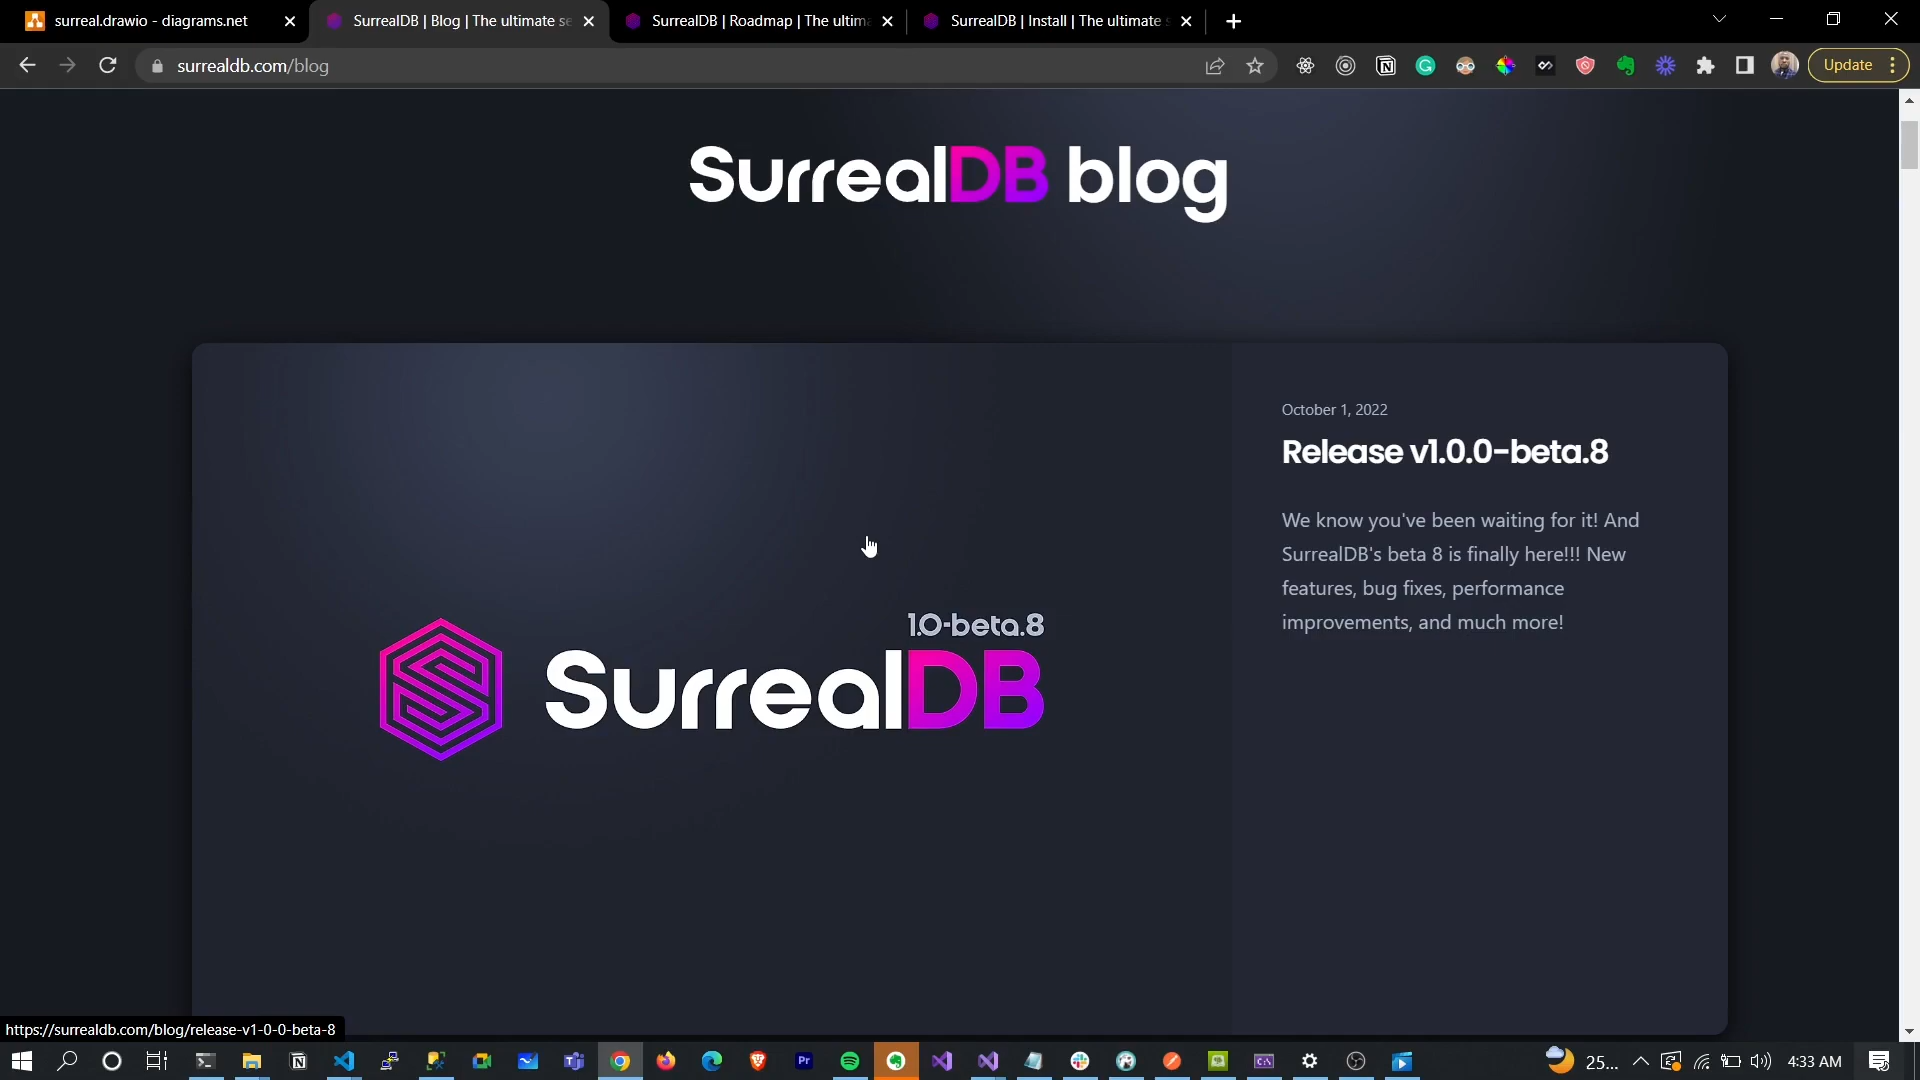 surreal.drawio - diagrams.net
SurrealDB | Blog | The ultimate se
SurrealDB | Roadmap | The ultim
SurrealDB | Install | The ultimate s
surrealdb.com/blog
Update
SurrealDB blog
October 1, 2022
Release v1.0.0-beta.8
We know you've been waiting for it! And
SurrealDB's beta 8 is finally here!!! New
features, bug fixes, performance
improvements, and much more!
1.0-beta.8
SurrealDB
https://surrealdb.com/blog/release-v1-0-0-beta-8
Pr
25...
4:33 AM